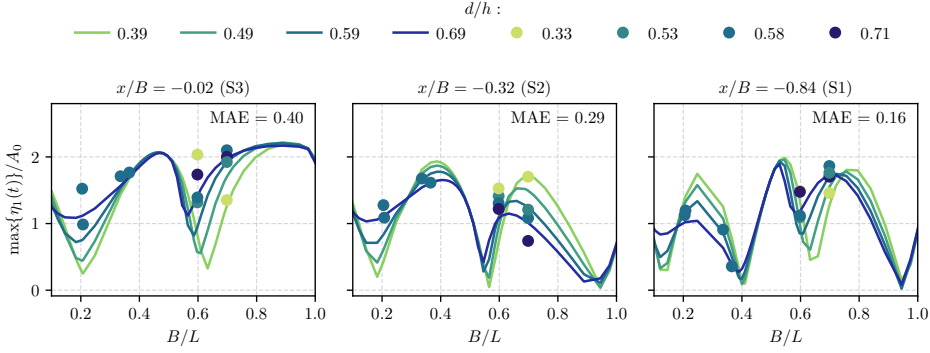 d/h :
0.39 0.49 0.59 0.69 0.33 0.53 0.58 0.71
x/B = −0.02 (S3) x/B = −0.32 (S2) x/B = −0.84 (S1)
MAE = 0.40 MAE = 0.29 MAE = 0.16
max{η₁(t)}/A₀
2
1
0
0.2 0.4 0.6 0.8 1.0 0.2 0.4 0.6 0.8 1.0 0.2 0.4 0.6 0.8 1.0
B/L B/L B/L